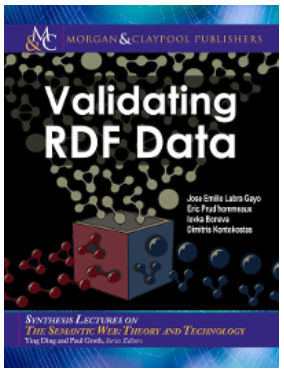 M&C MORGAN & CLAYPOOL PUBLISHERS
Validating
RDF Data
Jose Emilio Labra Gayo
Eric Prud'hommeaux
Iovka Boneva
Dimitris Kontokostas
SYNTHESIS LECTURES ON
THE SEMANTIC WEB: THEORY AND TECHNOLOGY
Ying Ding and Paul Groth, Series Editors